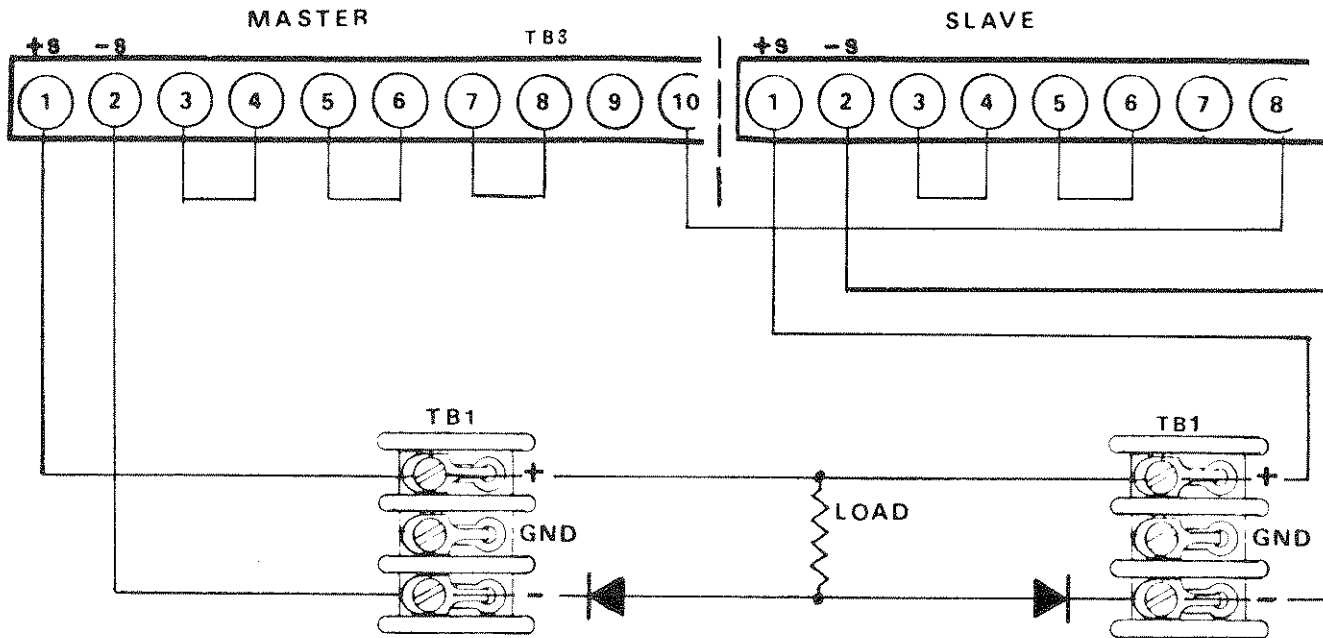 MASTER
SLAVE
+S -S
TB3
+S -S
1 2 3 4 5 6 7 8 9 10
1 2 3 4 5 6 7 8
TB1
TB1
+
+
LOAD
GND
GND
-
-